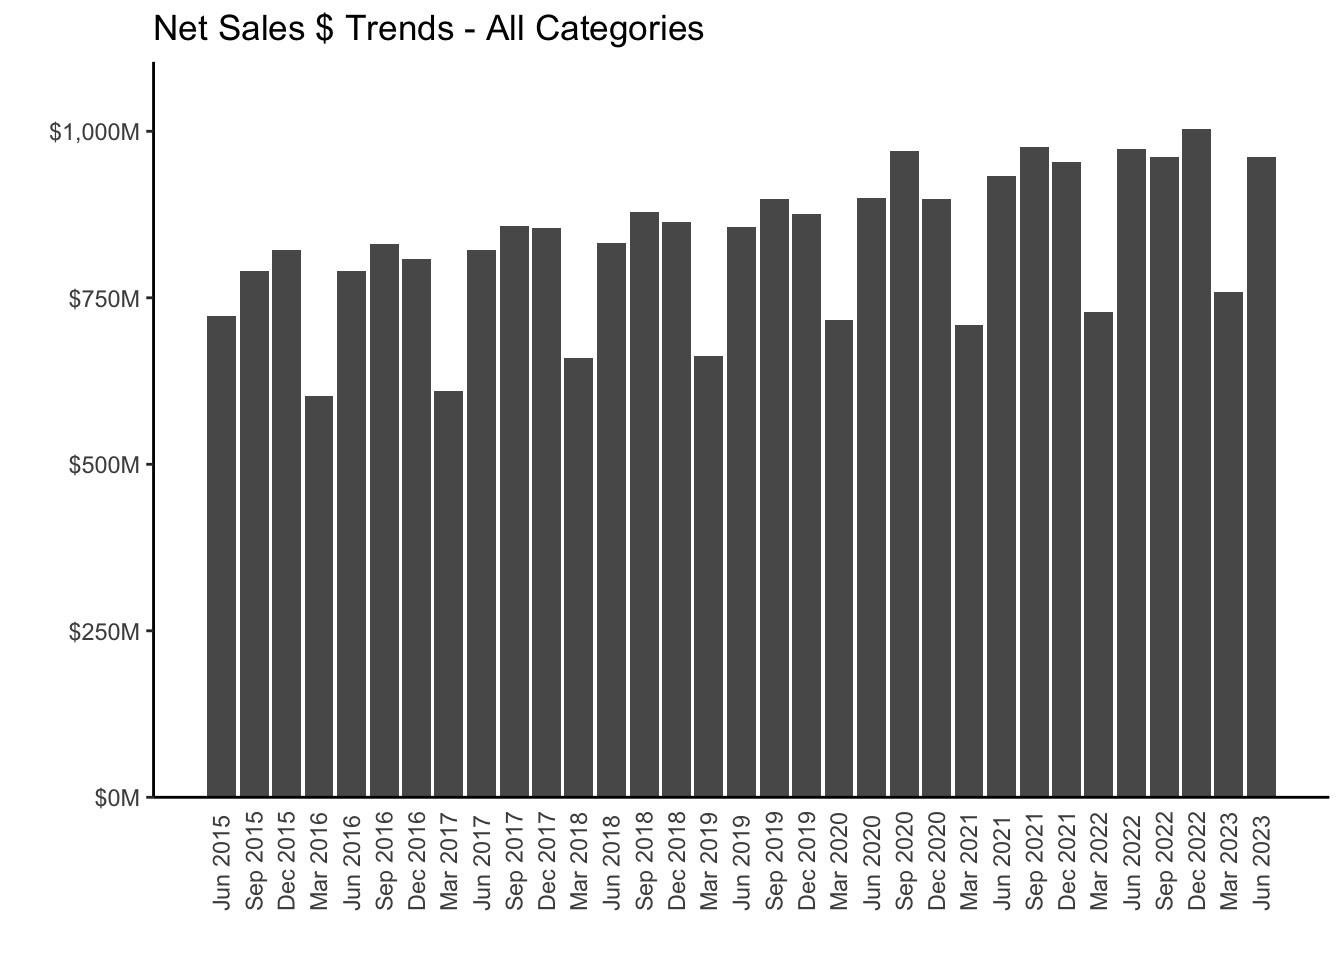 Net Sales $ Trends - All Categories
$1,000M
$750M
$500M
$250M
$0M
Jun 2015
Sep 2015
Dec 2015
Mar 2016
Jun 2016
Sep 2016
Dec 2016
Mar 2017
Jun 2017
Sep 2017
Dec 2017
Mar 2018
Jun 2018
Sep 2018
Dec 2018
Mar 2019
Jun 2019
Sep 2019
Dec 2019
Mar 2020
Jun 2020
Sep 2020
Dec 2020
Mar 2021
Jun 2021
Sep 2021
Dec 2021
Mar 2022
Jun 2022
Sep 2022
Dec 2022
Mar 2023
Jun 2023